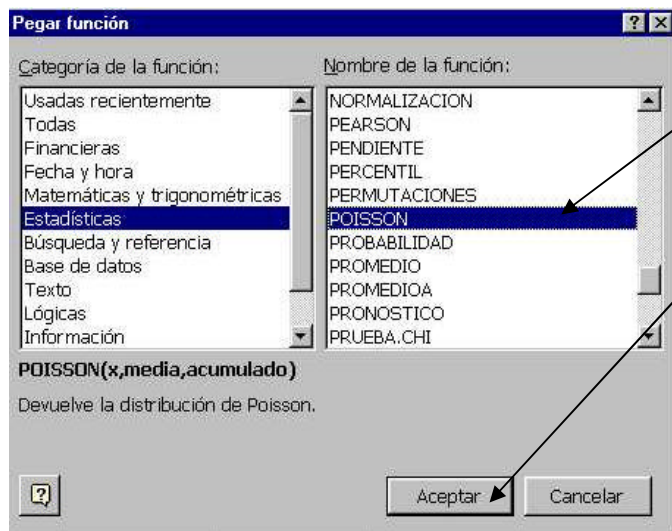 Pegar función
Categoría de la función:
Usadas recientemente
Todas
Financieras
Fecha y hora
Matemáticas y trigonométricas
Estadísticas
Búsqueda y referencia
Base de datos
Texto
Lógicas
Información
Nombre de la función:
NORMALIZACION
PEARSON
PENDIENTE
PERCENTIL
PERMUTACIONES
POISSON
PROBABILIDAD
PROMEDIO
PROMEDIOA
PRONOSTICO
PRUEBA.CHI
POISSON(x,media,acumulado)
Devuelve la distribución de Poisson.
Aceptar
Cancelar